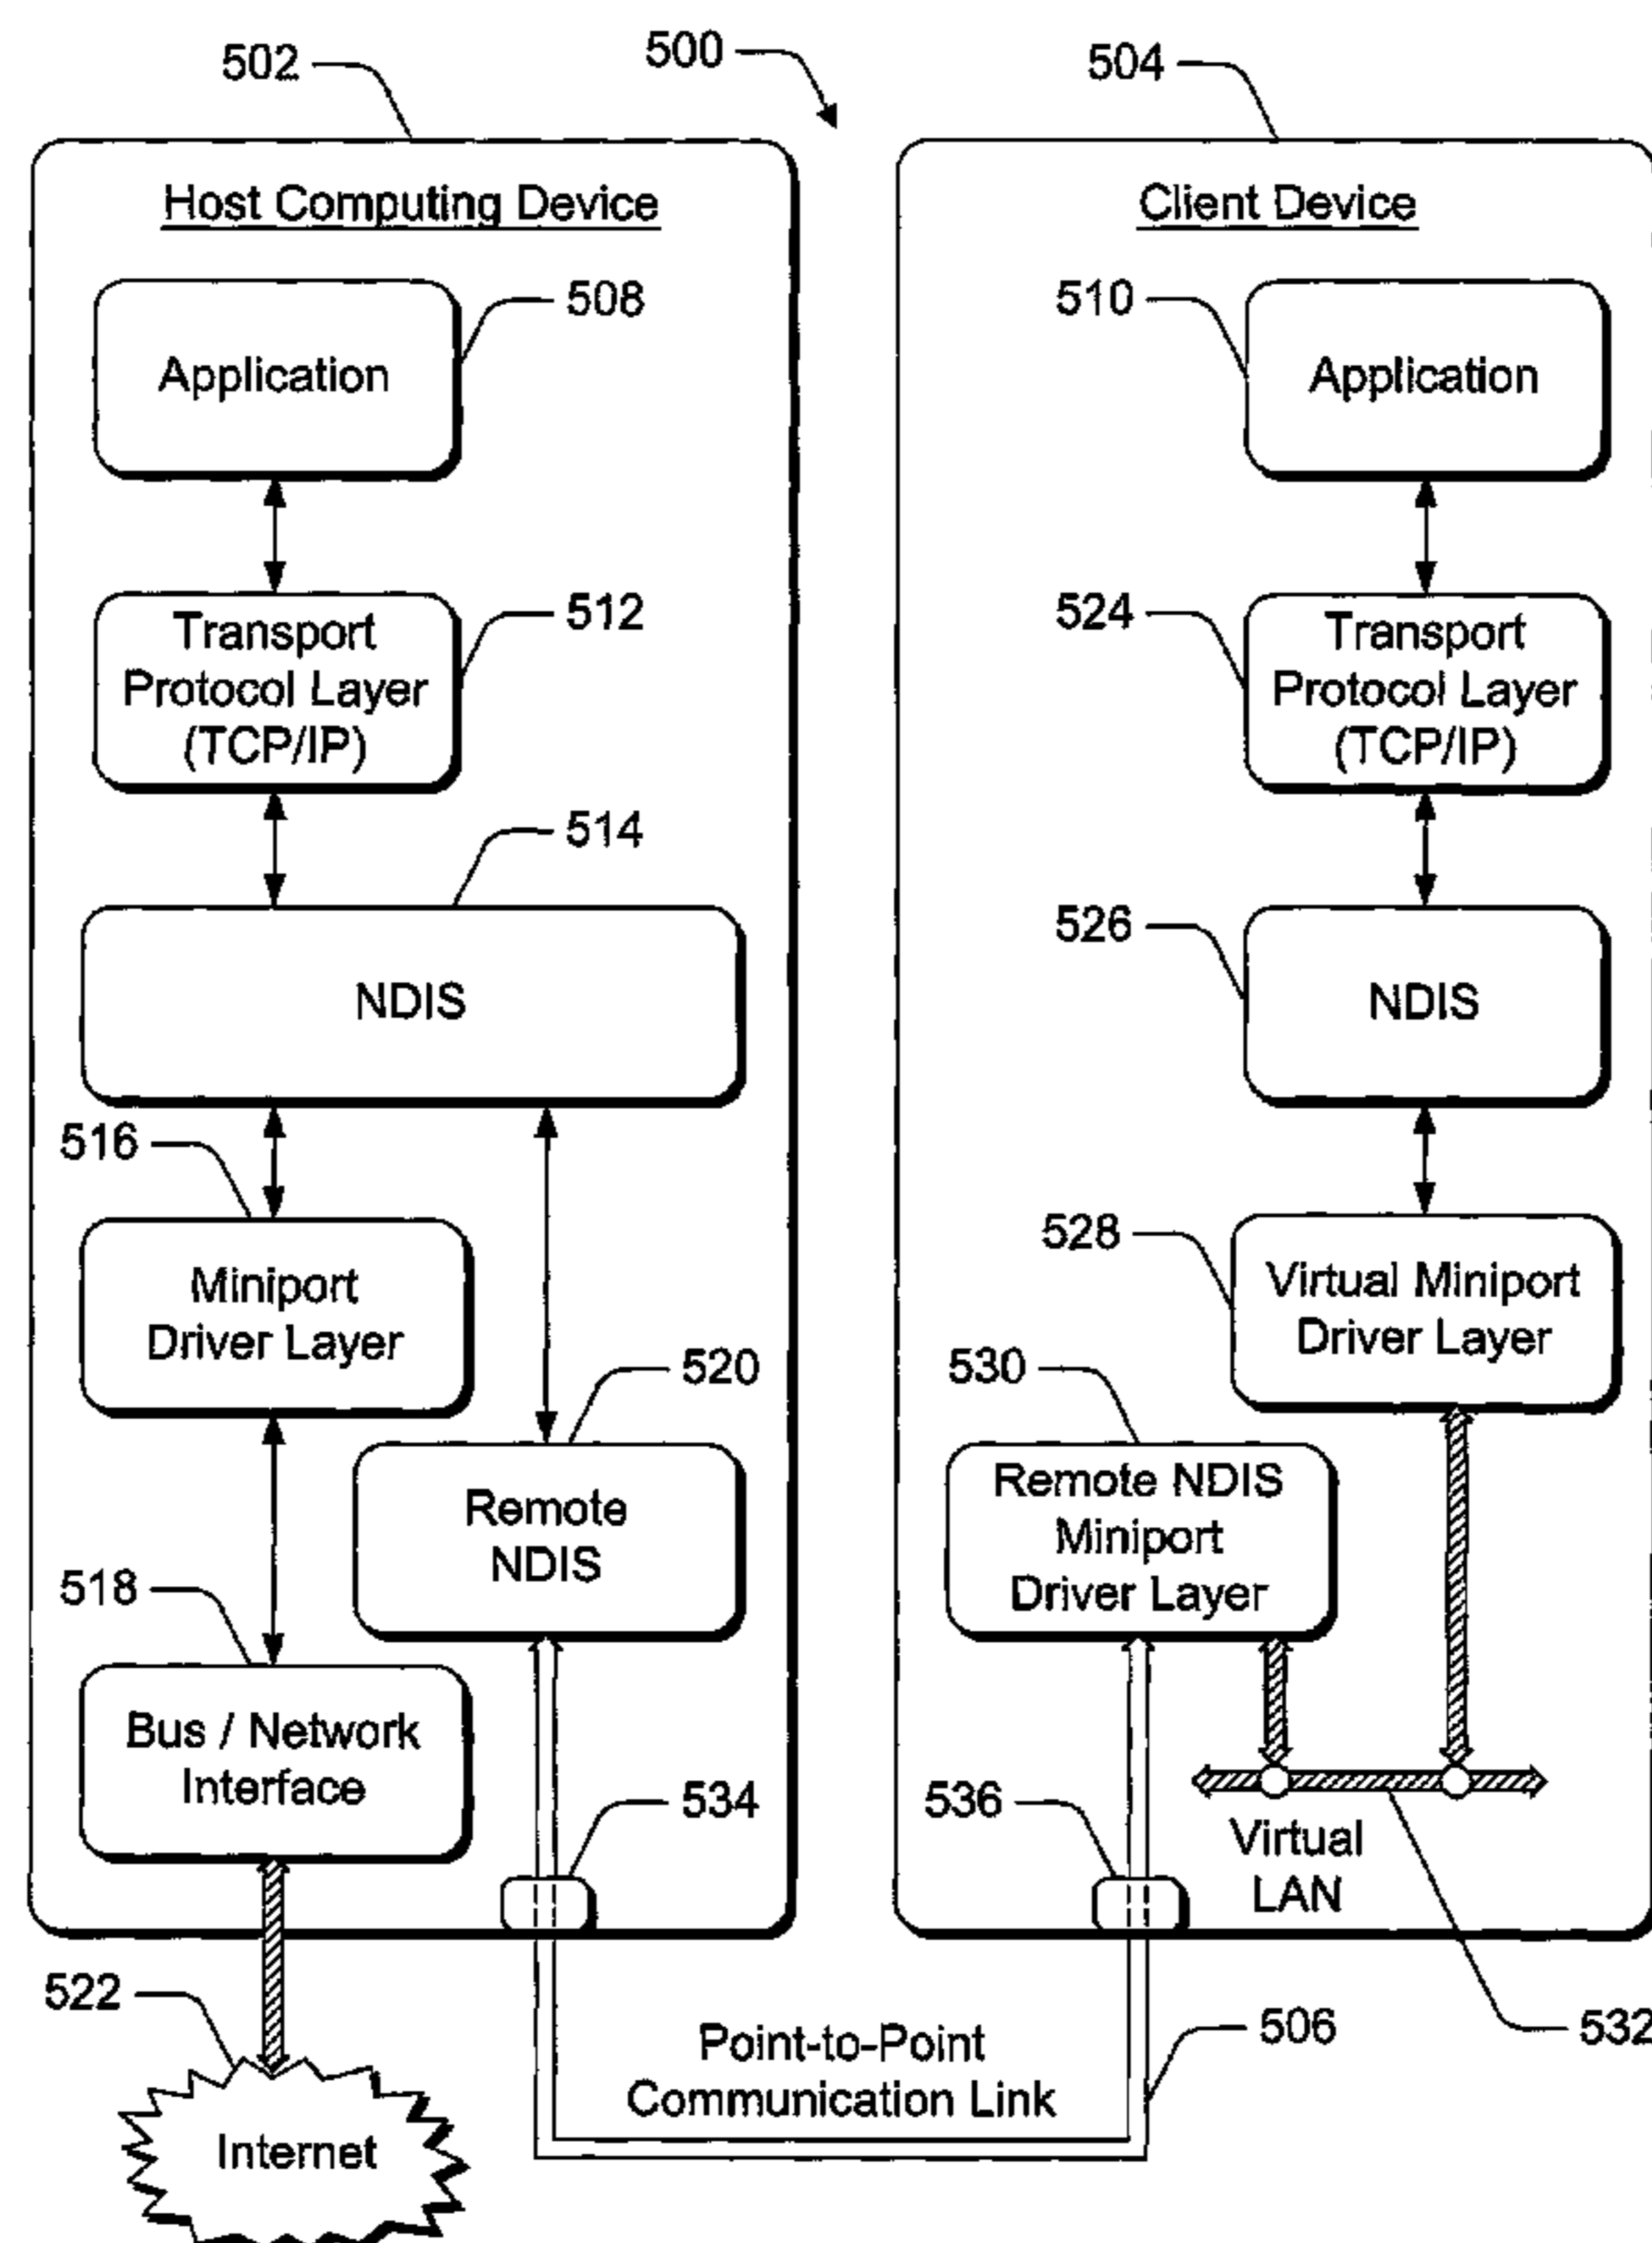 500
502
504
Host Computing Device
Client Device
508
Application
510
Application
512
Transport
Protocol Layer
(TCP/IP)
524
Transport
Protocol Layer
(TCP/IP)
514
NDIS
526
NDIS
516
Miniport
Driver Layer
528
Virtual Miniport
Driver Layer
520
Remote
NDIS
530
Remote NDIS
Miniport
Driver Layer
518
Bus / Network
Interface
534
536
Virtual
LAN
522
Internet
Point-to-Point
Communication Link
506
532